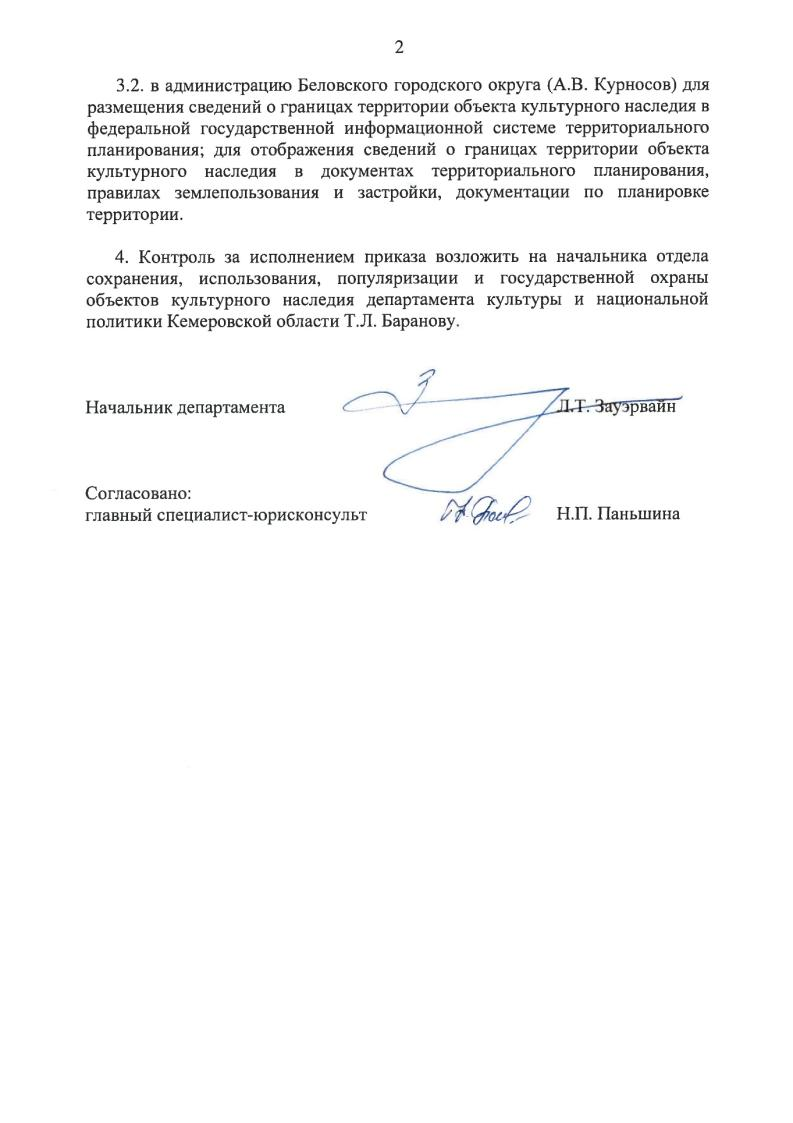 2
3.2. в администрацию Беловского городского округа (А.В. Курносов) для
размещения сведений о границах территории объекта культурного наследия в
федеральной государственной информационной системе территориального
планирования; для отображения сведений о границах территории объекта
культурного наследия в документах территориального планирования,
правилах землепользования и застройки, документации по планировке
территории.
4. Контроль за исполнением приказа возложить на начальника отдела
сохранения, использования, популяризации и государственной охраны
объектов культурного наследия департамента культуры и национальной
политики Кемеровской области Т.Л. Баранову.
Начальник департамента Л.Т. Зауэрвайн
Согласовано:
главный специалист-юрисконсульт Н.П. Паньшина